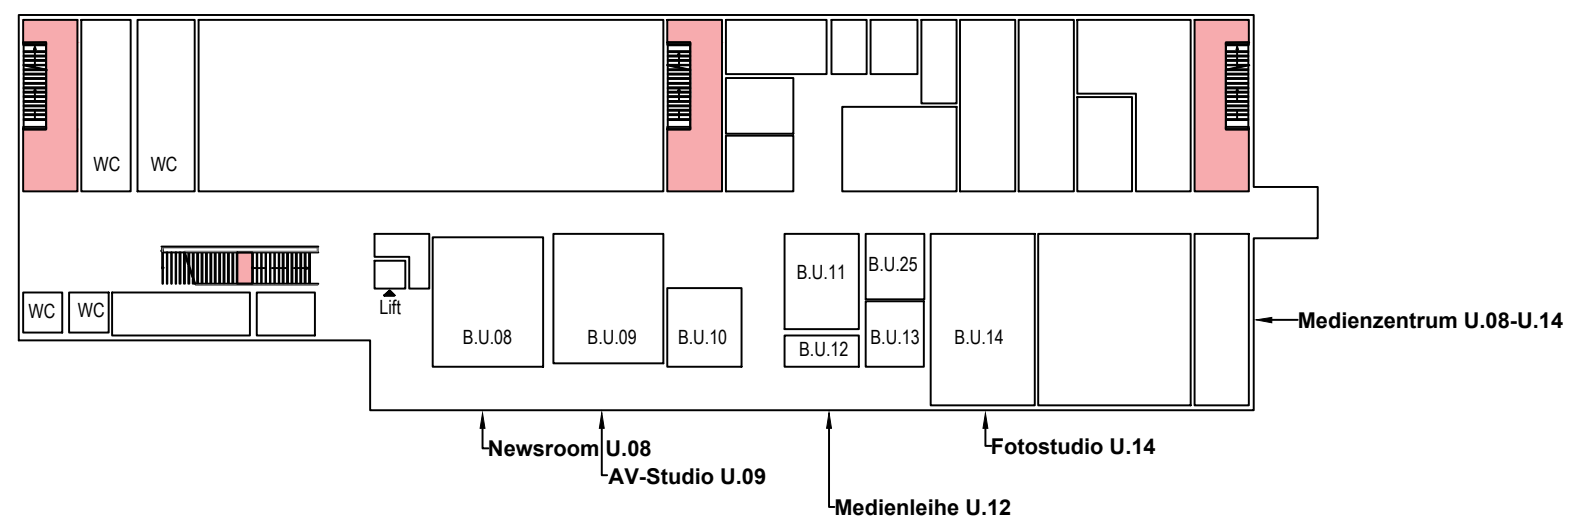 WC
WC
B.U.11
B.U.25
WC
WC
Lift
B.U.08
B.U.09
B.U.10
B.U.12
B.U.13
B.U.14
Medienzentrum U.08-U.14
Newsroom U.08
Fotostudio U.14
AV-Studio U.09
Medienleihe U.12